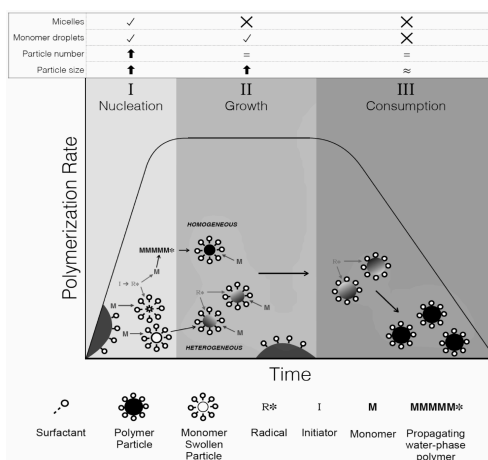 Micelles ✓ ✕ ✕
Monomer droplets ✓ ✓ ✕
Particle number ⬆ = =
Particle size ⬆ ⬆ ≈
I II III
Nucleation Growth Consumption
Polymerization Rate
HOMOGENEOUS
MMMMM*
M
M
I → R*
R*
M
R*
M
M
M
HETEROGENEOUS
Time
R* I M MMMMM*
Surfactant
Polymer
Particle
Monomer
Swollen
Particle
Radical
Initiator
Monomer
Propagating
water-phase
polymer